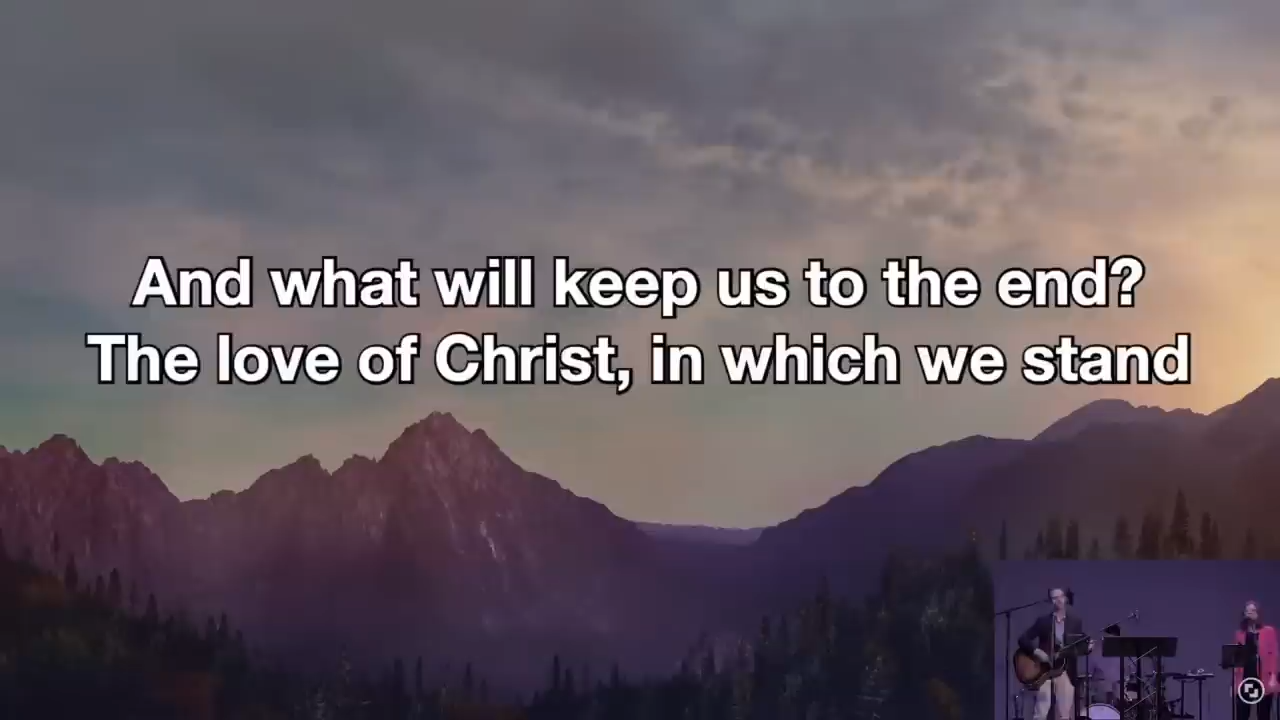 And what will keep us to the end?
The love of Christ, in which we stand